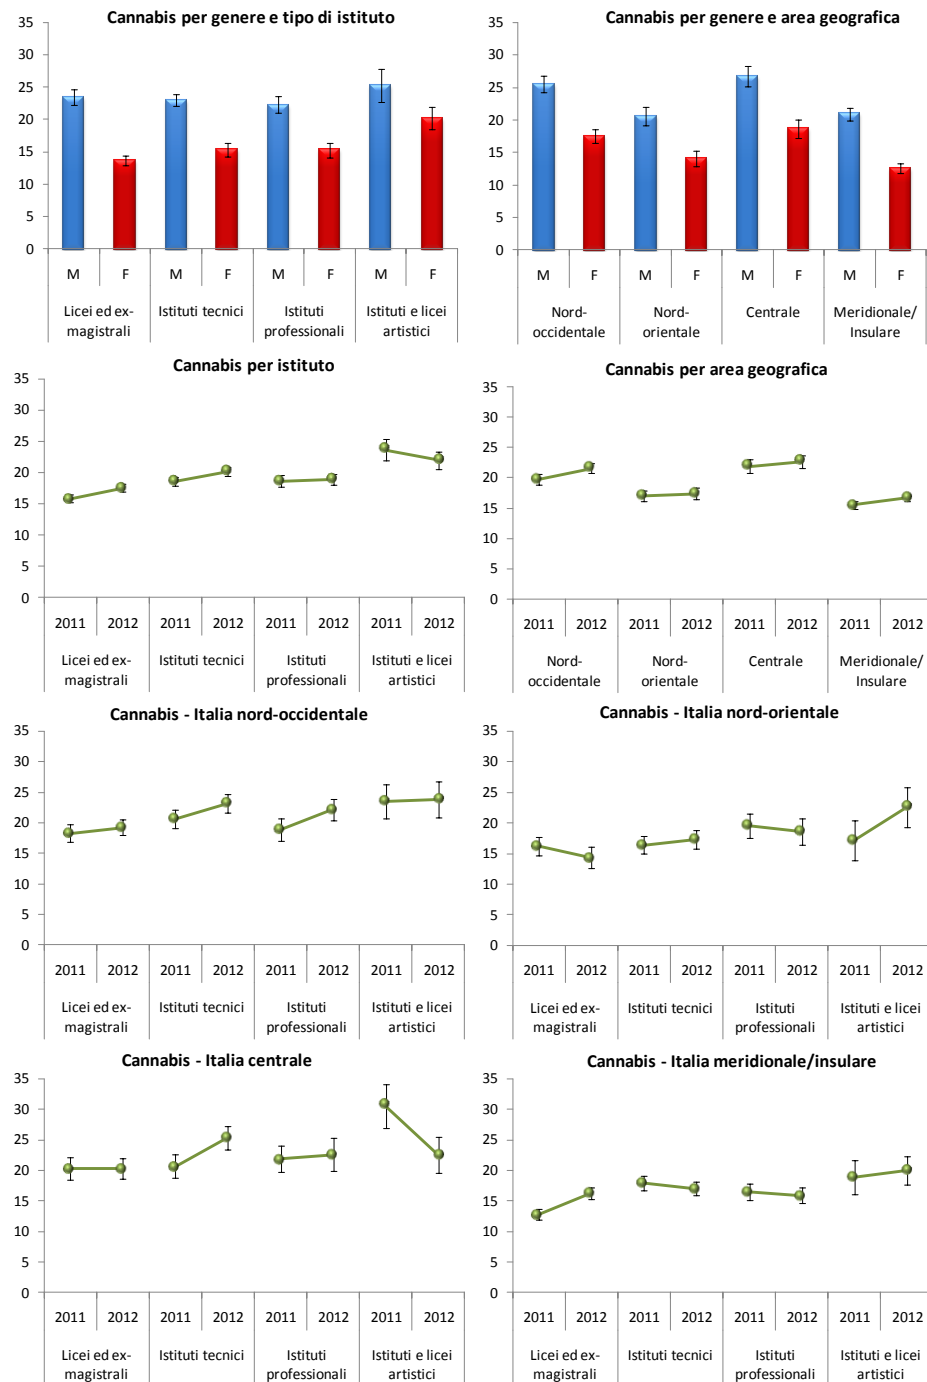 Cannabis per genere e tipo di istituto
35
30
25
20
15
10
5
0
M F M F M F M F
Licei ed ex-
magistrali
Istituti tecnici
Istituti
professionali
Istituti e licei
artistici
Cannabis per genere e area geografica
35
30
25
20
15
10
5
0
M F M F M F M F
Nord-
occidentale
Nord-
orientale
Centrale
Meridionale/
Insulare
Cannabis per istituto
35
30
25
20
15
10
5
0
2011 2012 2011 2012 2011 2012 2011 2012
Licei ed ex-
magistrali
Istituti tecnici
Istituti
professionali
Istituti e licei
artistici
Cannabis per area geografica
35
30
25
20
15
10
5
0
2011 2012 2011 2012 2011 2012 2011 2012
Nord-
occidentale
Nord-
orientale
Centrale
Meridionale/
Insulare
Cannabis - Italia nord-occidentale
35
30
25
20
15
10
5
0
2011 2012 2011 2012 2011 2012 2011 2012
Licei ed ex-
magistrali
Istituti tecnici
Istituti
professionali
Istituti e licei
artistici
Cannabis - Italia nord-orientale
35
30
25
20
15
10
5
0
2011 2012 2011 2012 2011 2012 2011 2012
Licei ed ex-
magistrali
Istituti tecnici
Istituti
professionali
Istituti e licei
artistici
Cannabis - Italia centrale
35
30
25
20
15
10
5
0
2011 2012 2011 2012 2011 2012 2011 2012
Licei ed ex-
magistrali
Istituti tecnici
Istituti
professionali
Istituti e licei
artistici
Cannabis - Italia meridionale/insulare
35
30
25
20
15
10
5
0
2011 2012 2011 2012 2011 2012 2011 2012
Licei ed ex-
magistrali
Istituti tecnici
Istituti
professionali
Istituti e licei
artistici